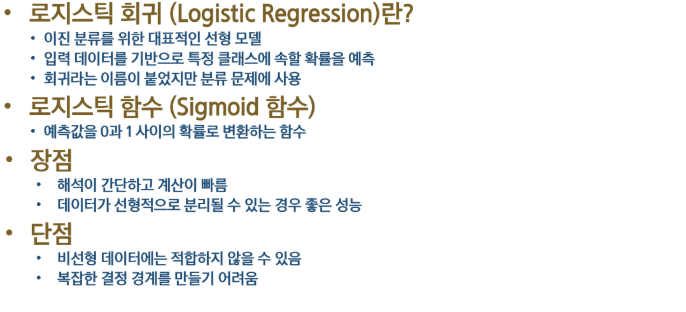 • 로지스틱 회귀 (Logistic Regression)란?
• 이진 분류를 위한 대표적인 선형 모델
• 입력 데이터를 기반으로 특정 클래스에 속할 확률을 예측
• 회귀라는 이름이 붙었지만 분류 문제에 사용
• 로지스틱 함수 (Sigmoid 함수)
• 예측값을 0과 1 사이의 확률로 변환하는 함수
• 장점
• 해석이 간단하고 계산이 빠름
• 데이터가 선형적으로 분리될 수 있는 경우 좋은 성능
• 단점
• 비선형 데이터에는 적합하지 않을 수 있음
• 복잡한 결정 경계를 만들기 어려움